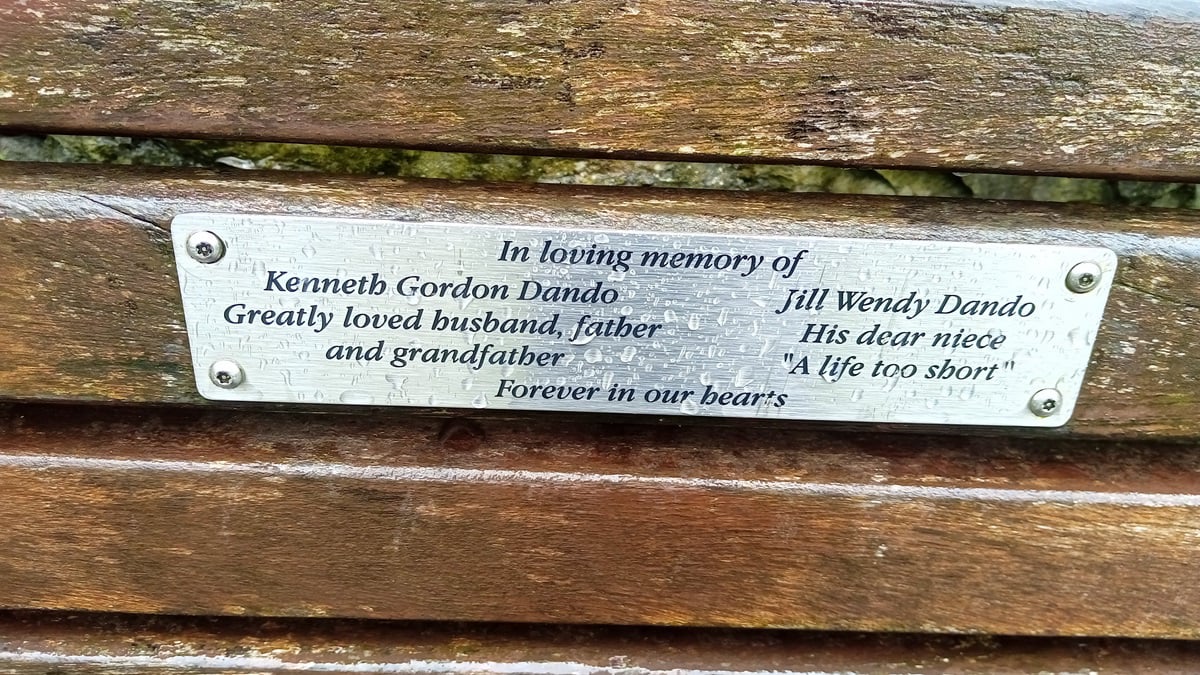 In loving memory of
Kenneth Gordon Dando
Greatly loved husband, father
and grandfather
Jill Wendy Dando
His dear niece
"A life too short"
Forever in our hearts